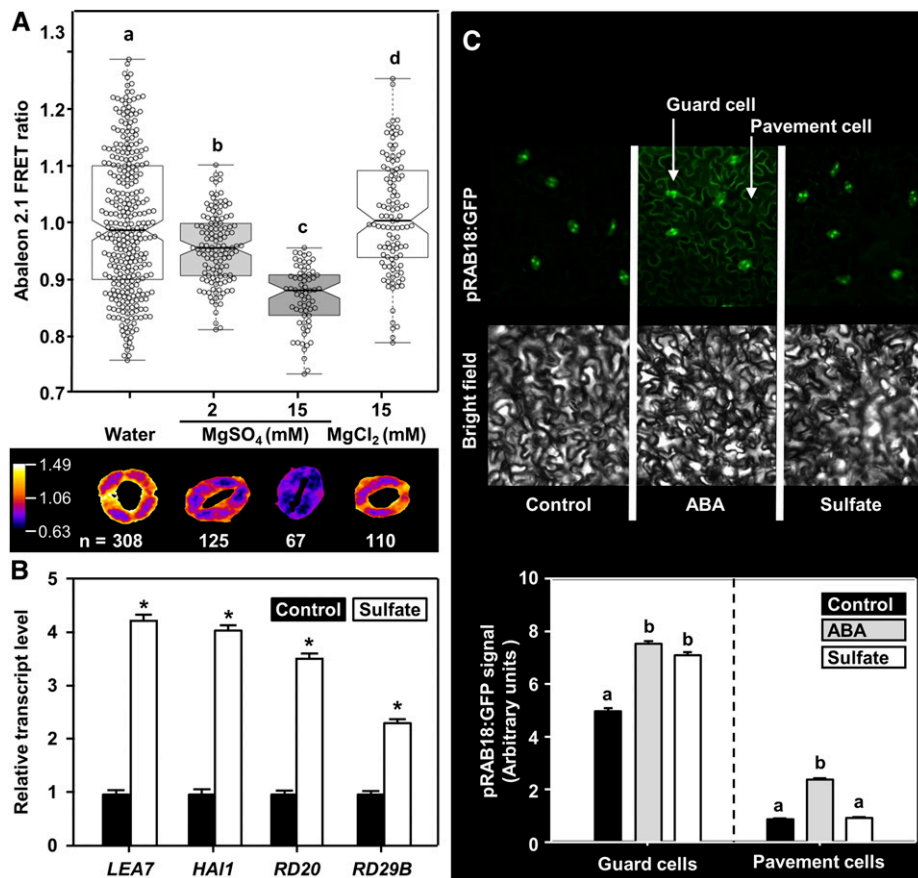 A
1.3
1.2
1.1
1.0
0.9
0.8
0.7
Abaleon 2.1 FRET ratio
a
b
c
d
2
15
15
Water
MgSO4 (mM)
MgCl2 (mM)
1.49
1.06
0.63
n = 308
125
67
110
B
5
4
3
2
1
0
Relative transcript level
Control
Sulfate
*
*
*
*
LEA7
HAI1
RD20
RD29B
C
Guard cell
Pavement cell
pRAB18:GFP
Bright field
Control
ABA
Sulfate
10
8
6
4
2
0
pRAB18:GFP signal
(Arbitrary units )
Control
ABA
Sulfate
a
b
b
a
b
a
Guard cells
Pavement cells